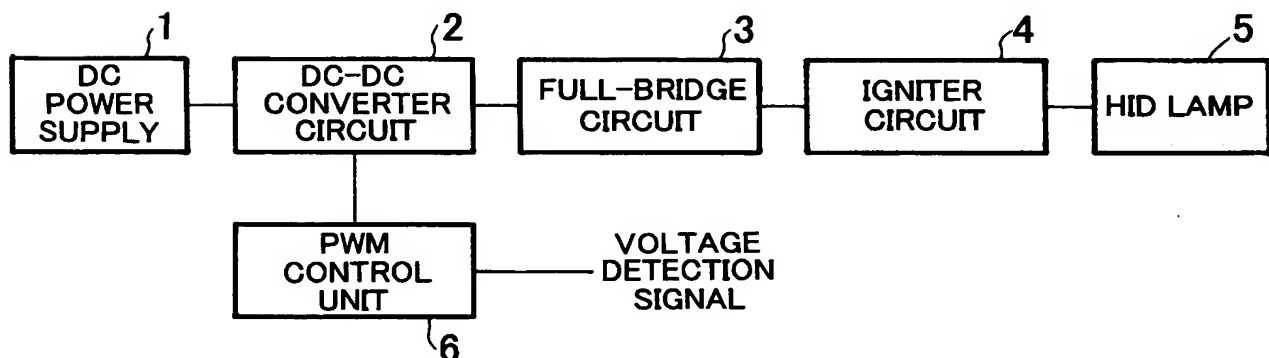 1
DC
POWER
SUPPLY
2
DC-DC
CONVERTER
CIRCUIT
3
FULL-BRIDGE
CIRCUIT
4
IGNITER
CIRCUIT
5
HID LAMP
PWM
CONTROL
UNIT
6
VOLTAGE
DETECTION
SIGNAL